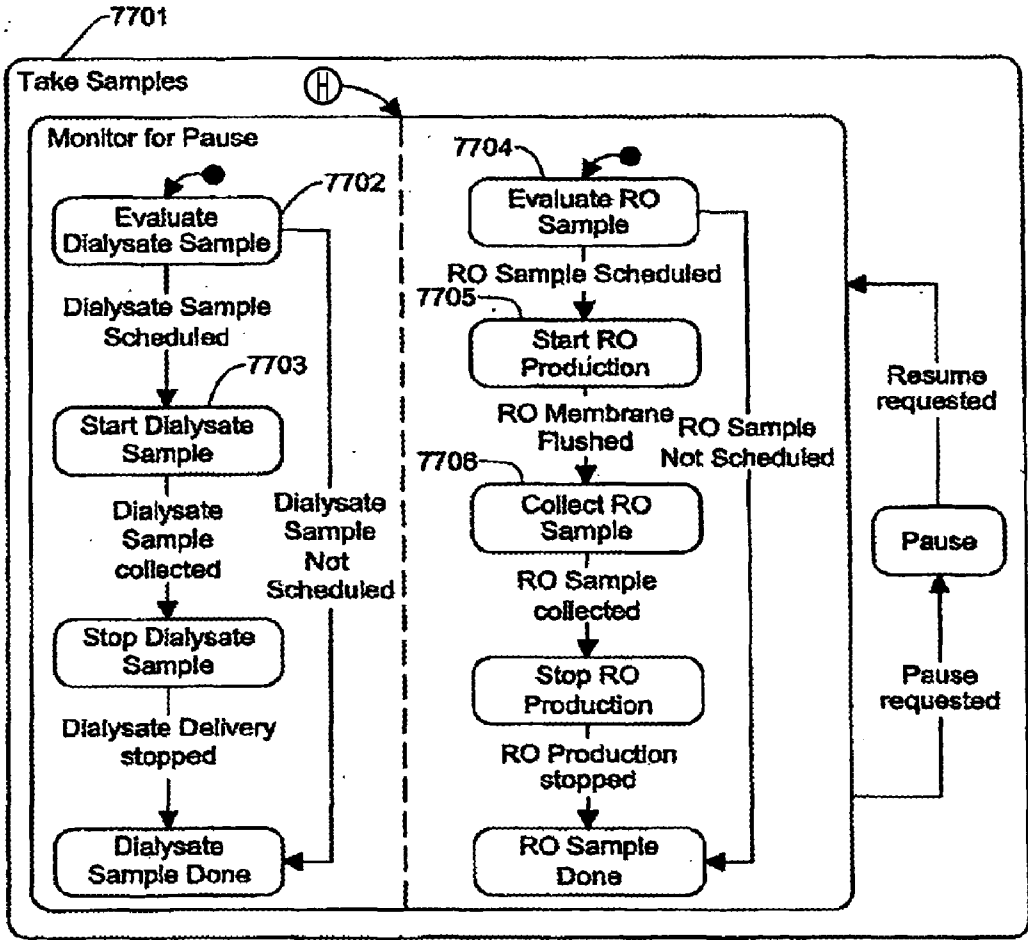 7701
Take Samples
H
Monitor for Pause
7702
Evaluate
Dialysate Sample
Dialysate Sample
Scheduled
7703
Start Dialysate
Sample
Dialysate
Sample
collected
Dialysate
Sample
Not
Scheduled
Stop Dialysate
Sample
Dialysate Delivery
stopped
Dialysate
Sample Done
7704
Evaluate RO
Sample
RO Sample Scheduled
7705
Start RO
Production
RO Membrane
Flushed
RO Sample
Not Scheduled
7706
Collect RO
Sample
RO Sample
collected
Stop RO
Production
RO Production
stopped
RO Sample
Done
Resume
requested
Pause
Pause
requested